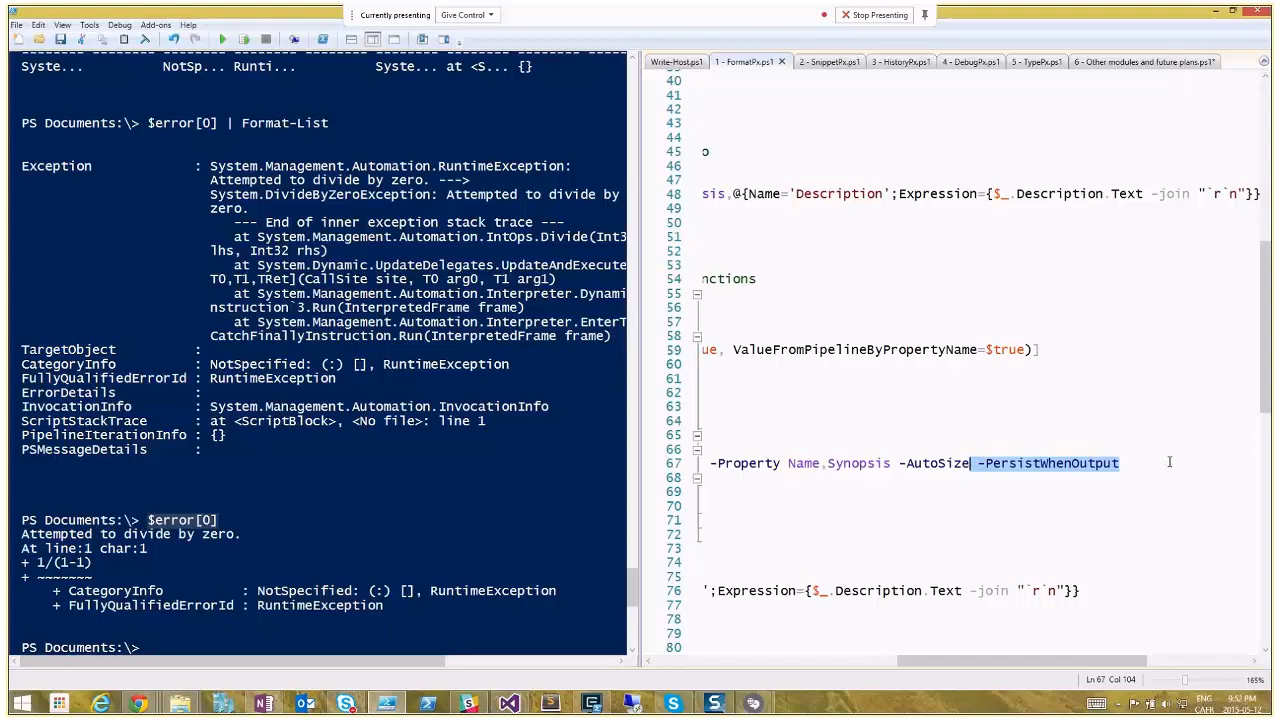 Currently presenting
Give Control
Stop Presenting
File Edit View Tools Debug Add-ons Help
Write-Host.ps1 1 - FormatPx.ps1 2 - SnippetPx.ps1 3 - HistoryPx.ps1 4 - DebugPx.ps1 5 - TypePx.ps1 6 - Other modules and future plans.ps1*
Syste... NotSp... Runti... Syste... at <S... {}
PS Documents:\> $error[0] | Format-List
Exception : System.Management.Automation.RuntimeException:
Attempted to divide by zero. --->
System.DivideByZeroException: Attempted to divide by
zero.
--- End of inner exception stack trace ---
at System.Management.Automation.IntOps.Divide(Int3
lhs, Int32 rhs)
at System.Dynamic.UpdateDelegates.UpdateAndExecute
T0,T1,TRet](CallSite site, T0 arg0, T1 arg1)
at System.Management.Automation.Interpreter.Dynami
nstruction`3.Run(InterpretedFrame frame)
at System.Management.Automation.Interpreter.EnterT
CatchFinallyInstruction.Run(InterpretedFrame frame)
TargetObject :
CategoryInfo : NotSpecified: (:) [], RuntimeException
FullyQualifiedErrorId : RuntimeException
ErrorDetails :
InvocationInfo : System.Management.Automation.InvocationInfo
ScriptStackTrace : at <ScriptBlock>, <No file>: line 1
PipelineIterationInfo : {}
PSMessageDetails :
PS Documents:\> $error[0]
Attempted to divide by zero.
At line:1 char:1
+ 1/(1-1)
+ ~~~~~~~
+ CategoryInfo : NotSpecified: (:) [], RuntimeException
+ FullyQualifiedErrorId : RuntimeException
PS Documents:\>
40
41
42
43
44
45 o
46
47
48 sis,@{Name='Description';Expression={$_.Description.Text -join "`r`n"}}
49
50
51
52
53
54 nctions
55
56
57
58
59 ue, ValueFromPipelineByPropertyName=$true)]
60
61
62
63
64
65
66
67 -Property Name,Synopsis -AutoSize -PersistWhenOutput
68
69
70
71
72
73
74
75
76 ';Expression={$_.Description.Text -join "`r`n"}}
77
78
79
80
Ln 67 Col 104
165%
ENG
CAFR
9:52 PM
2015-05-12